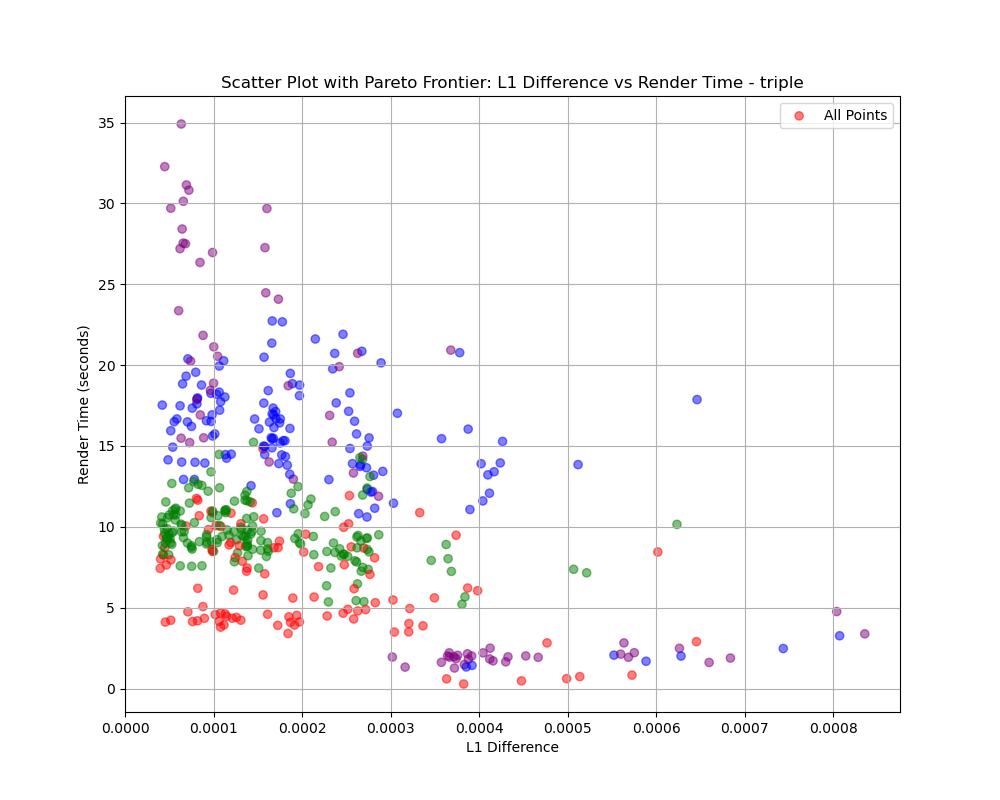 Scatter Plot with Pareto Frontier: L1 Difference vs Render Time - triple
All Points
35
30
25
20
15
10
5
0
Render Time (seconds)
0.0000 0.0001 0.0002 0.0003 0.0004 0.0005 0.0006 0.0007 0.0008
L1 Difference